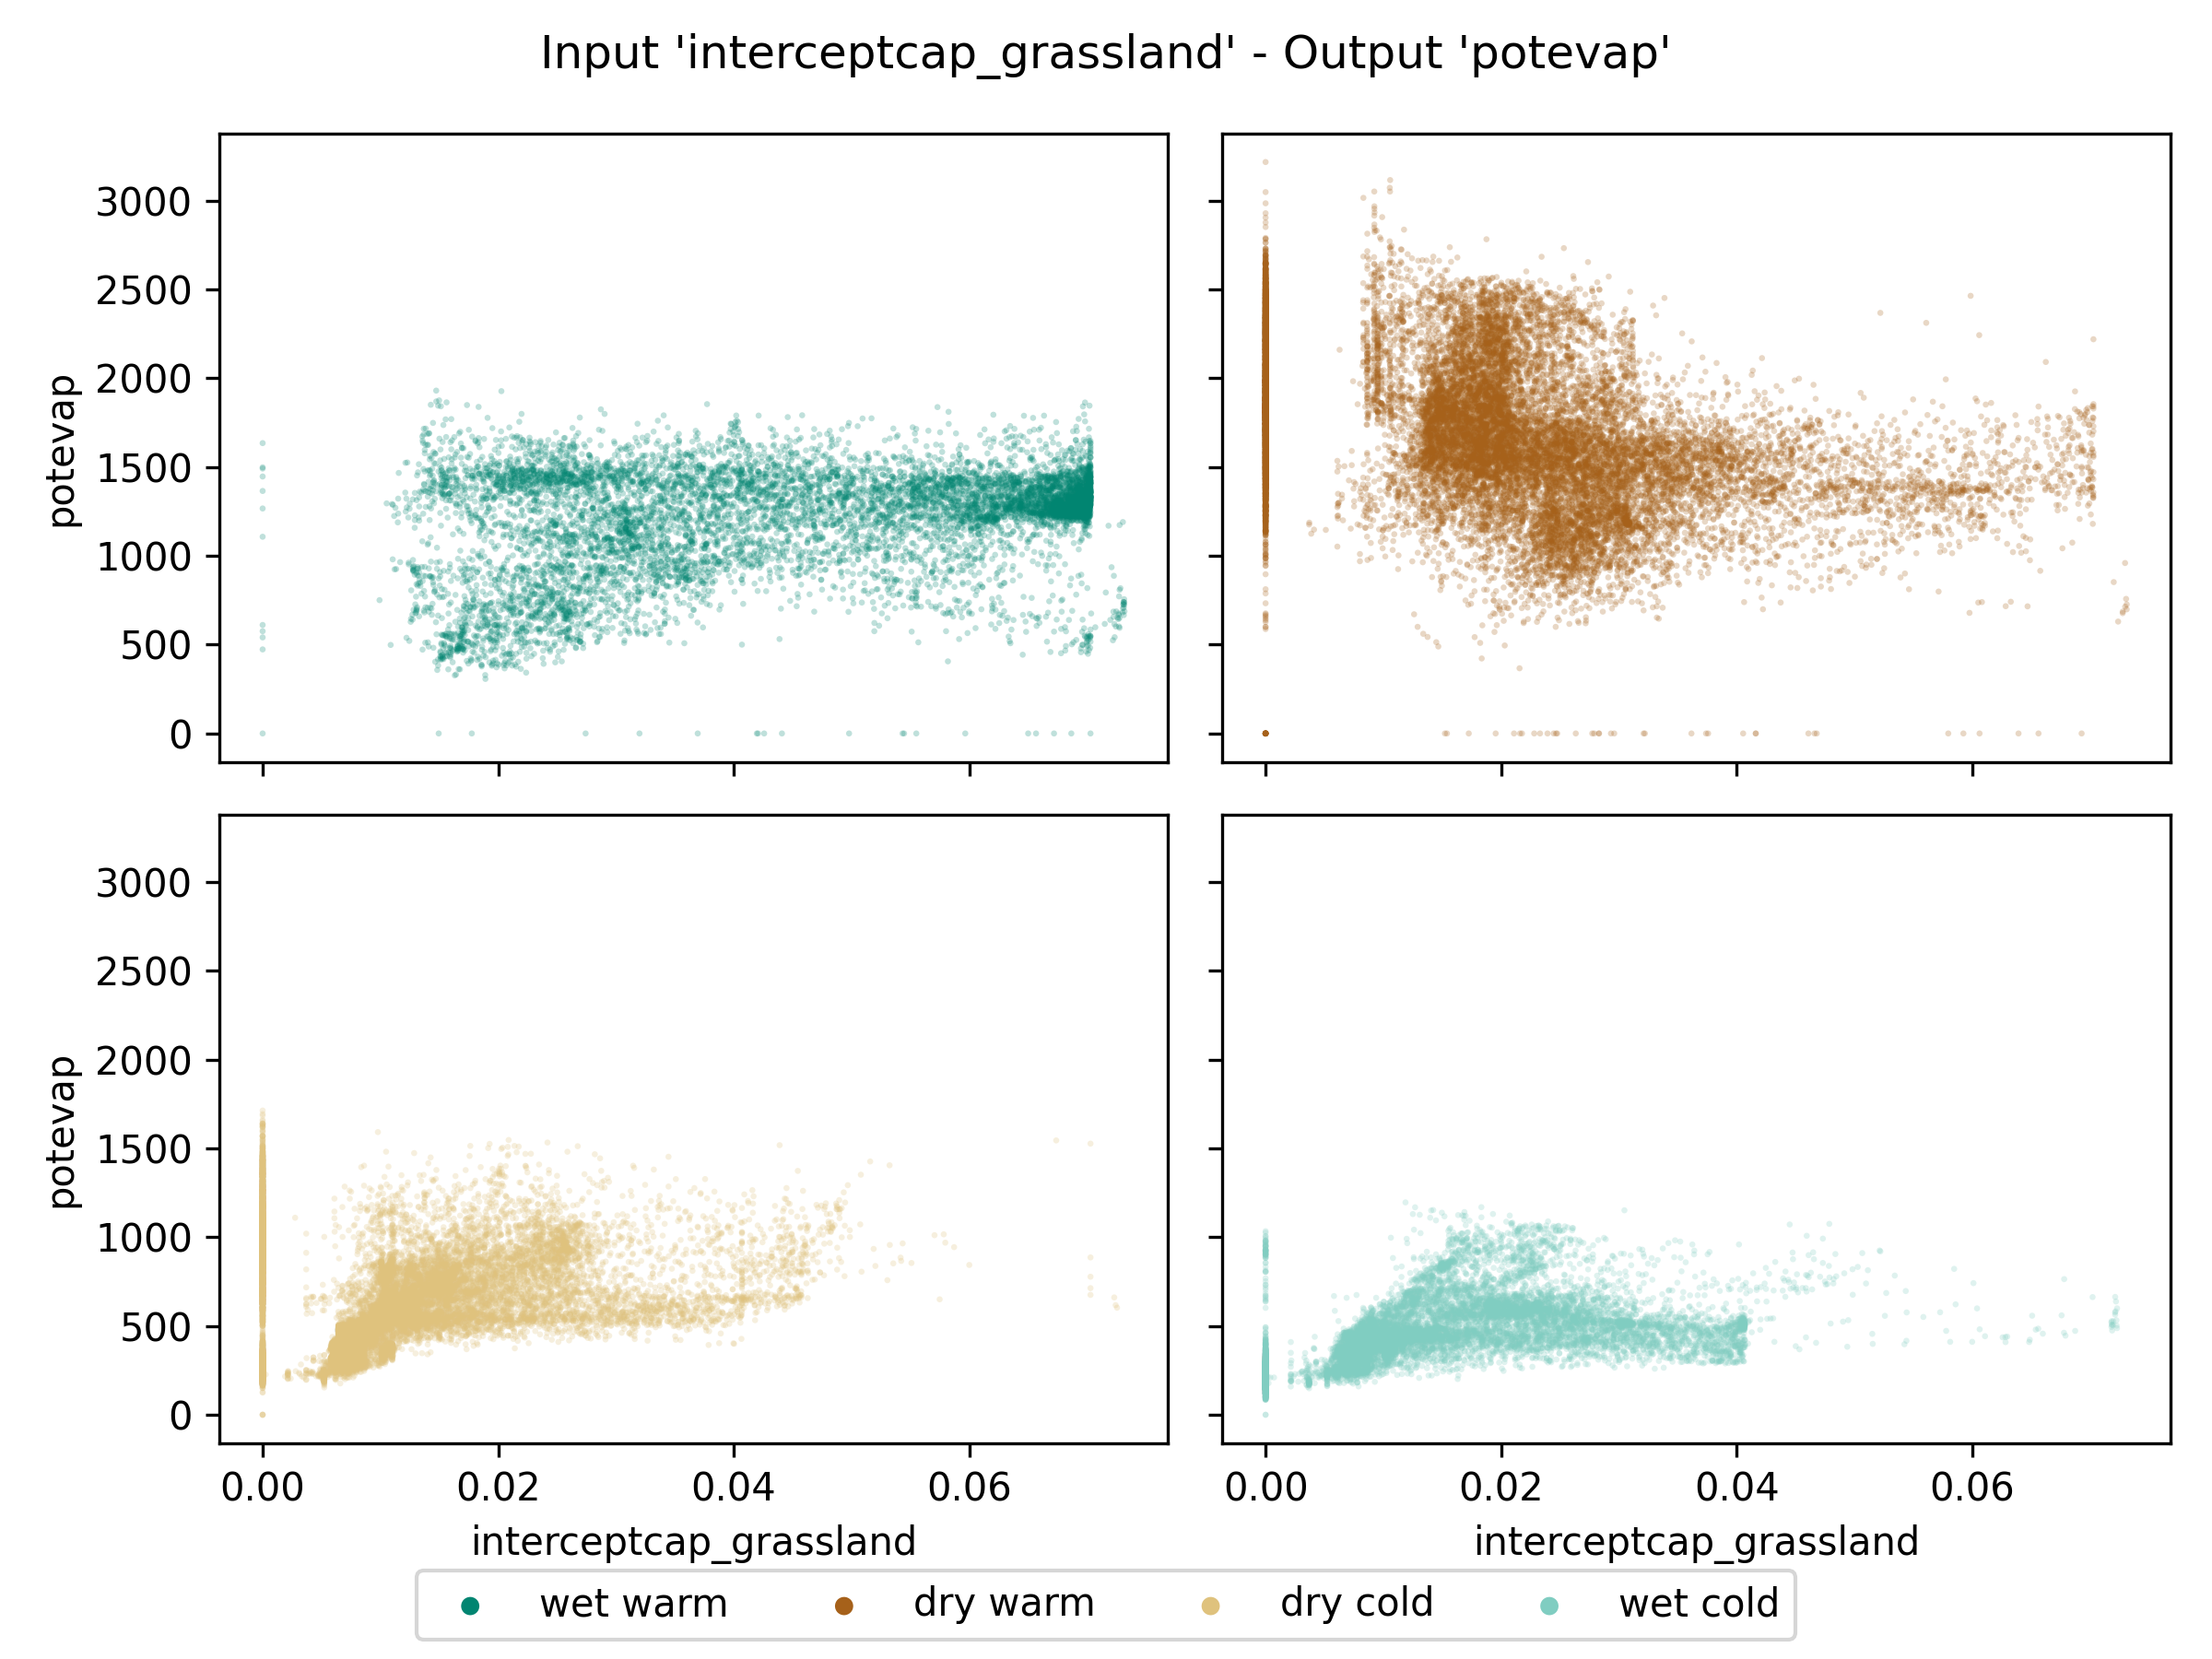 Input 'interceptcap_grassland' - Output 'potevap'
3000
2500
2000
1500
1000
500
0
potevap
3000
2500
2000
1500
1000
500
0
potevap
0.00 0.02 0.04 0.06
interceptcap_grassland
0.00 0.02 0.04 0.06
interceptcap_grassland
wet warm dry warm dry cold wet cold